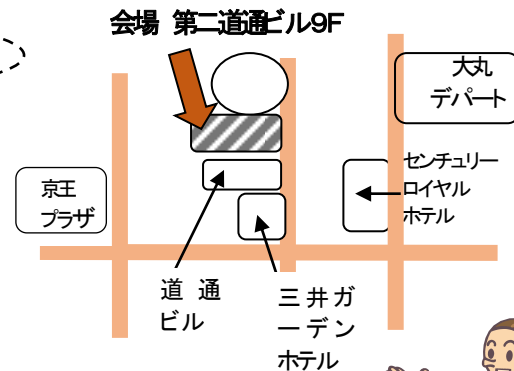 会場 第二道通ビル9F
大丸
デパート
センチュリー
ロイヤル
ホテル
京王
プラザ
道 通
ビル
三井ガ
ーデン
ホテル